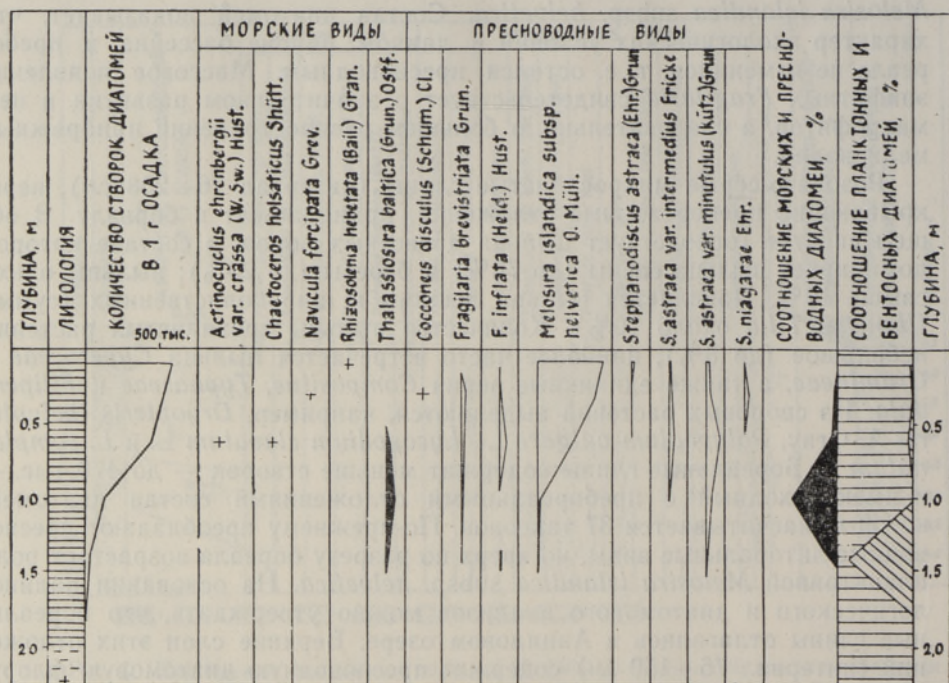 МОРСКИЕ ВИДЫ
ПРЕСНОВОДНЫЕ ВИДЫ
ГЛУБИНА, м
ЛИТОЛОГИЯ
КОЛИЧЕСТВО СТВОРОК ДИАТОМЕЙ
В 1 г ОСАДКА
500 тыс.
Actinocyclus ehrenbergii
var. crassa (W. Sm.) Hust
Chaetoceros holsaticus Shütt
Navicula forcipata Grev.
Rhizosolenia hebetata (Bail.) Gran.
Thalassiosira baltica (Grun.) Ostf.
Cocconeis disculus (Schum.) Cl.
Fragilaria brevistriata Grun.
F. inflata (Heid.) Hust
Melosira islandica subsp.
helvetica O. Müll.
Stephanodiscus astraea (Ehr.) Grun
S. astraea var. intermedius Fricke
S. astraea var. minutulus (Kütz.) Grun
S. niagarae Ehr.
СООТНОШЕНИЕ МОРСКИХ И ПРЕСНО-
ВОДНЫХ ДИАТОМЕЙ, %
СООТНОШЕНИЕ ПЛАНКТОННЫХ И
БЕНТОСНЫХ ДИАТОМЕЙ, %
ГЛУБИНА, м
0,5
1,0
1,5
2,0
0,5
1,0
1,5
2,0